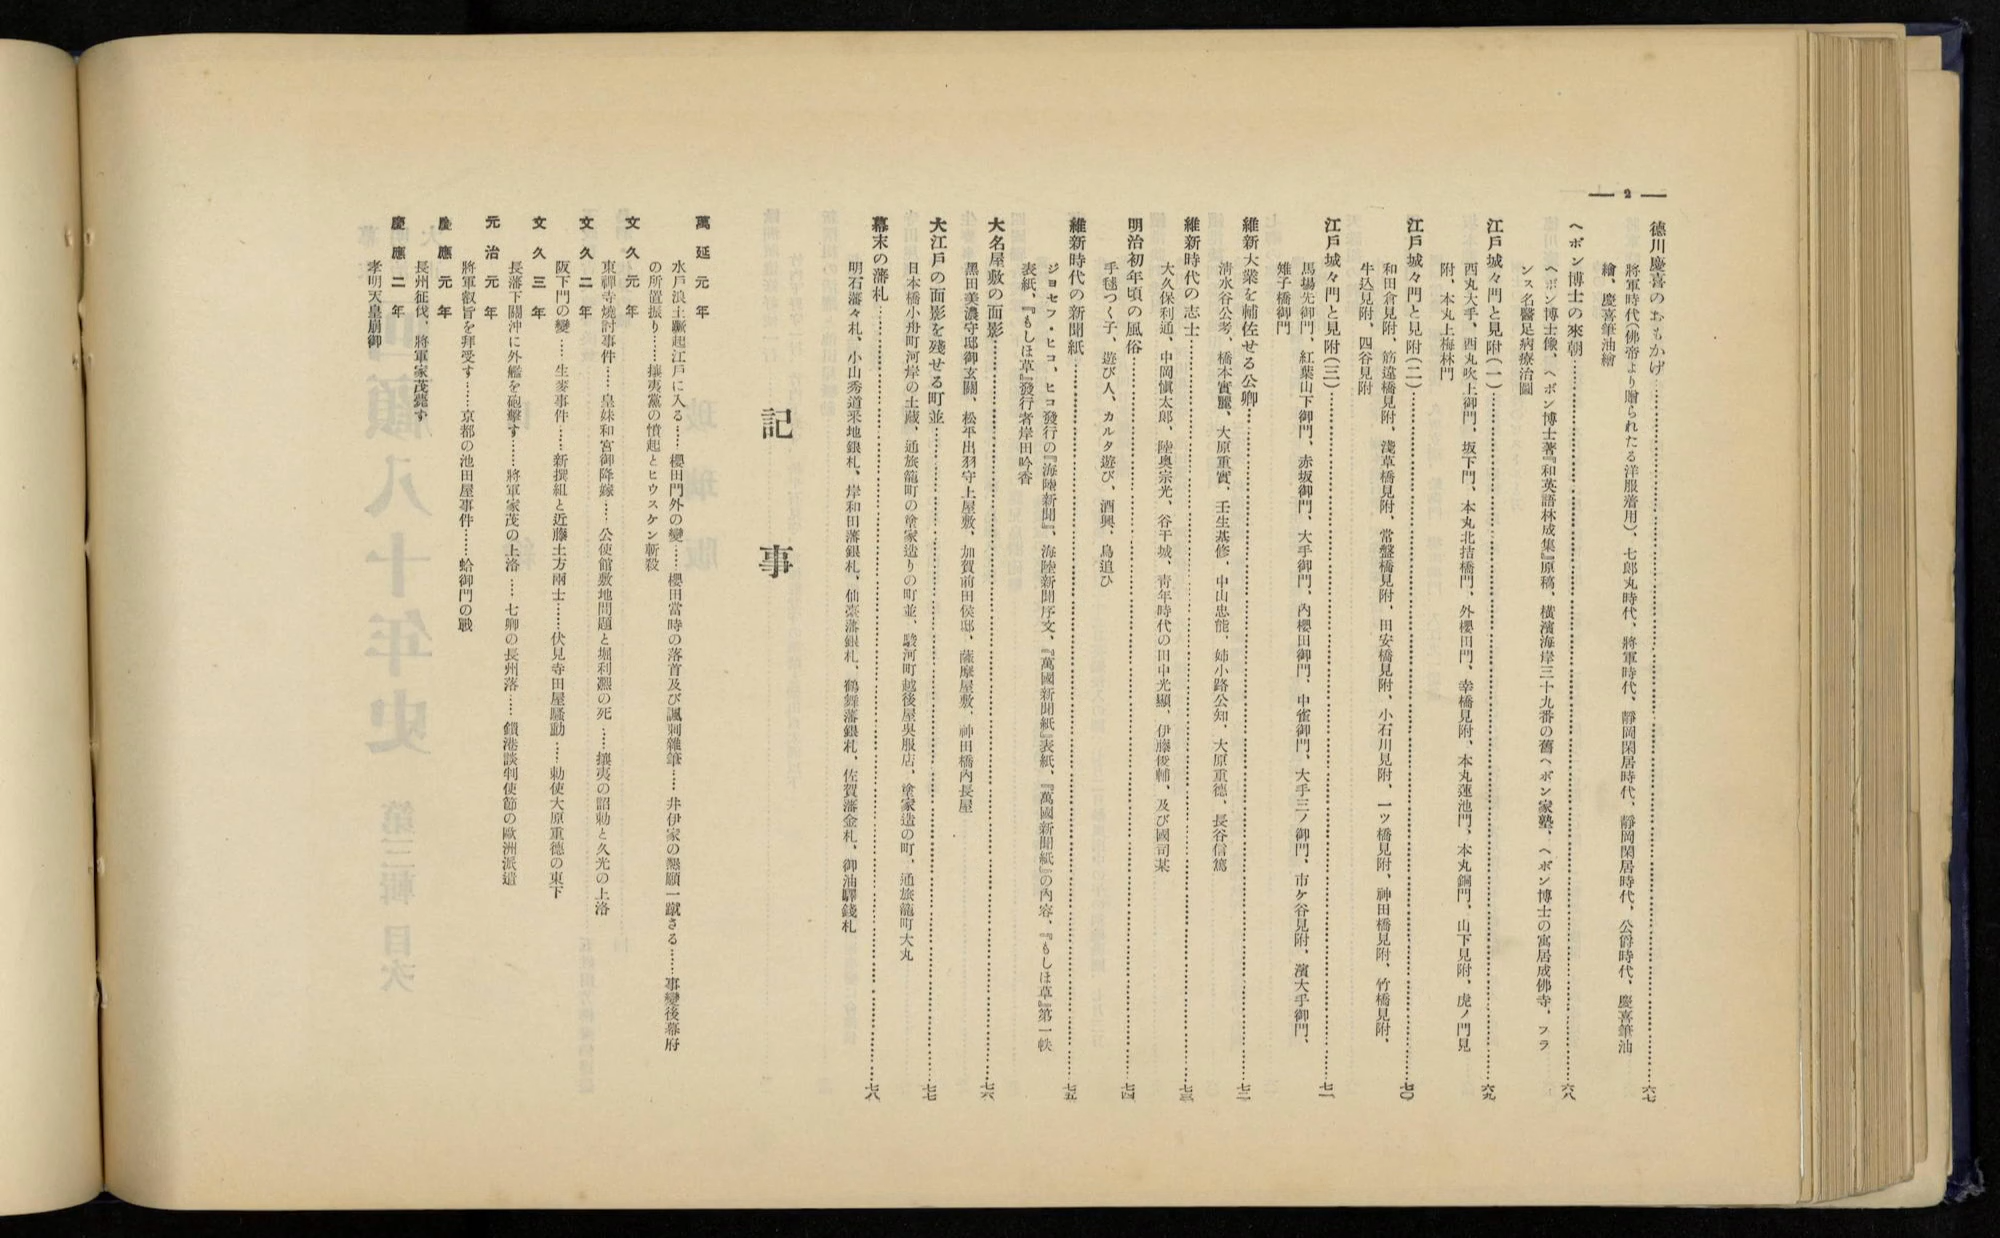 2
德川慶喜のおもかげ……六七
將軍時代(佛帝より贈られたる洋服着用)、七郎丸時代、將軍時代、靜岡閑居時代、靜岡閑居時代、公爵時代、慶喜筆油
繪、慶喜筆油繪
ヘボン博士の來朝……六八
ヘボン博士像、ヘボン博士著『和英語林成集』原稿、橫濱海岸三十九番の舊ヘボン家塾、ヘボン博士の寓居成佛寺、フラ
ンス名醫足病療治圖
江戶城々門と見附(一)……六九
西丸大手、西丸吹上御門、坂下門、本丸北拮橋門、外櫻田門、幸橋見附、本丸蓮池門、本丸銅門、山下見附、虎ノ門見
附、本丸上梅林門
江戶城々門と見附(二)……七〇
和田倉見附、筋違橋見附、淺草橋見附、常盤橋見附、田安橋見附、小石川見附、一ツ橋見附、神田橋見附、竹橋見附、
牛込見附、四谷見附
江戶城々門と見附(三)……七一
馬場先御門、紅葉山下御門、赤坂御門、大手御門、內櫻田御門、中雀御門、大手三ノ御門、市ケ谷見附、濱大手御門、
雉子橋御門
維新大業を輔佐せる公卿……七二
淸水谷公考、橋本實麗、大原重實、壬生基修、中山忠能、姉小路公知、大原重德、長谷信篤
維新時代の志士……七三
大久保利通、中岡愼太郞、陸奧宗光、谷干城、靑年時代の田中光顯、伊藤俊輔、及び國司某
明治初年頃の風俗……七四
手毬つく子、遊び人、カルタ遊び、酒興、鳥追ひ
維新時代の新聞紙……七五
ジヨセフ・ヒコ、ヒコ發行の『海陸新聞』、海陸新聞序文、『萬國新聞紙』表紙、『萬國新聞紙』の內容、『もしほ草』第一帙
表紙、『もしほ草』發行者岸田吟香
大名屋敷の面影……七六
黑田美濃守邸御玄關、松平出羽守上屋敷、加賀前田侯邸、薩摩屋敷、神田橋內長屋
大江戶の面影を殘せる町並……七七
日本橋小舟町河岸の土藏、通旅籠町の塗家造りの町並、駿河町越後屋吳服店、塗家造の町、通旅籠町大丸
幕末の藩札……七八
明石藩々札、小山秀道采地銀札、岸和田藩銀札、仙臺藩銀札、鶴舞藩銀札、佐賀藩金札、御油驛錢札
記事
萬延元年
水戶浪士蹶起江戶に入る……櫻田門外の變……櫻田當時の落首及び諷刺雜筆……井伊家の懇願一蹴さる……事變後幕府
の所置振り……攘夷黨の憤起とヒウスケン斬殺
文久元年
東禪寺燒討事件……皇妹和宮御降嫁……公使館敷地問題と堀利凞の死……攘夷の詔勅と久光の上洛
文久二年
阪下門の變……生麥事件……新撰組と近藤土方兩士……伏見寺田屋騷動……勅使大原重德の東下
文久三年
長藩下關沖に外艦を砲擊す……將軍家茂の上洛……七卿の長州落……鎖港談判使節の歐洲派遣
元治元年
將軍叡旨を拜受す……京都の池田屋事件……蛤御門の戰
慶應元年
長州征伐、將軍家茂薨す
慶應二年
孝明天皇崩御